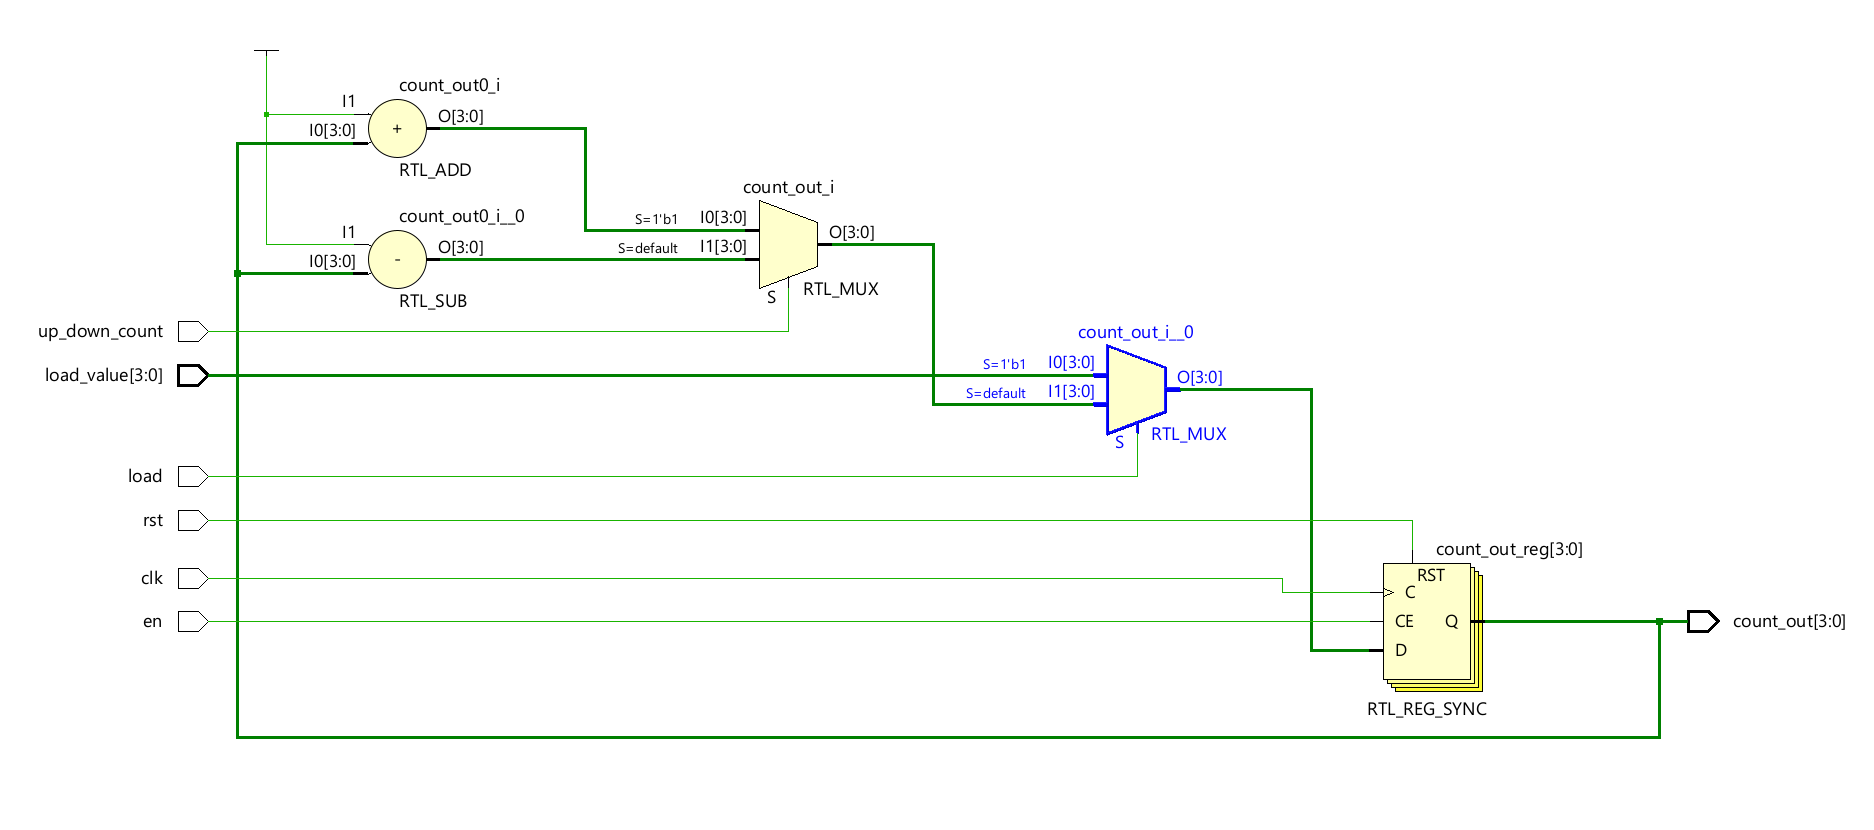 count_out0_i
I1
I0[3:0]
+
O[3:0]
RTL_ADD
count_out0_i__0
I1
I0[3:0]
-
O[3:0]
RTL_SUB
count_out_i
S=1'b1 I0[3:0]
S=default I1[3:0]
O[3:0]
S
RTL_MUX
up_down_count
load_value[3:0]
count_out_i__0
S=1'b1 I0[3:0]
S=default I1[3:0]
O[3:0]
S
RTL_MUX
load
rst
clk
en
count_out_reg[3:0]
RST
C
CE Q
D
RTL_REG_SYNC
count_out[3:0]